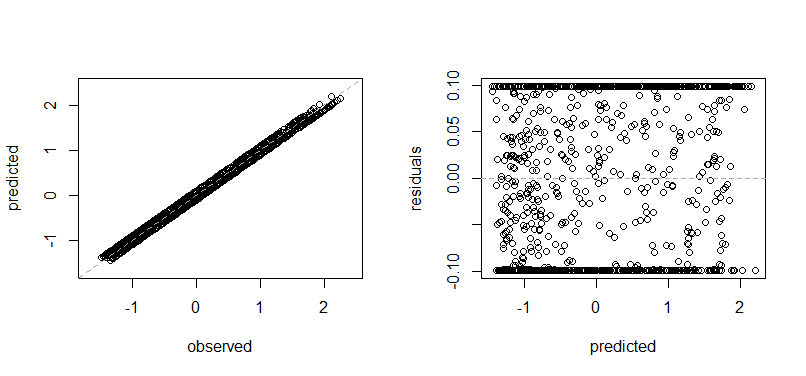 2
1
0
-1
predicted
-1 0 1 2
observed
0.10
0.05
0.00
-0.10
residuals
-1 0 1 2
predicted